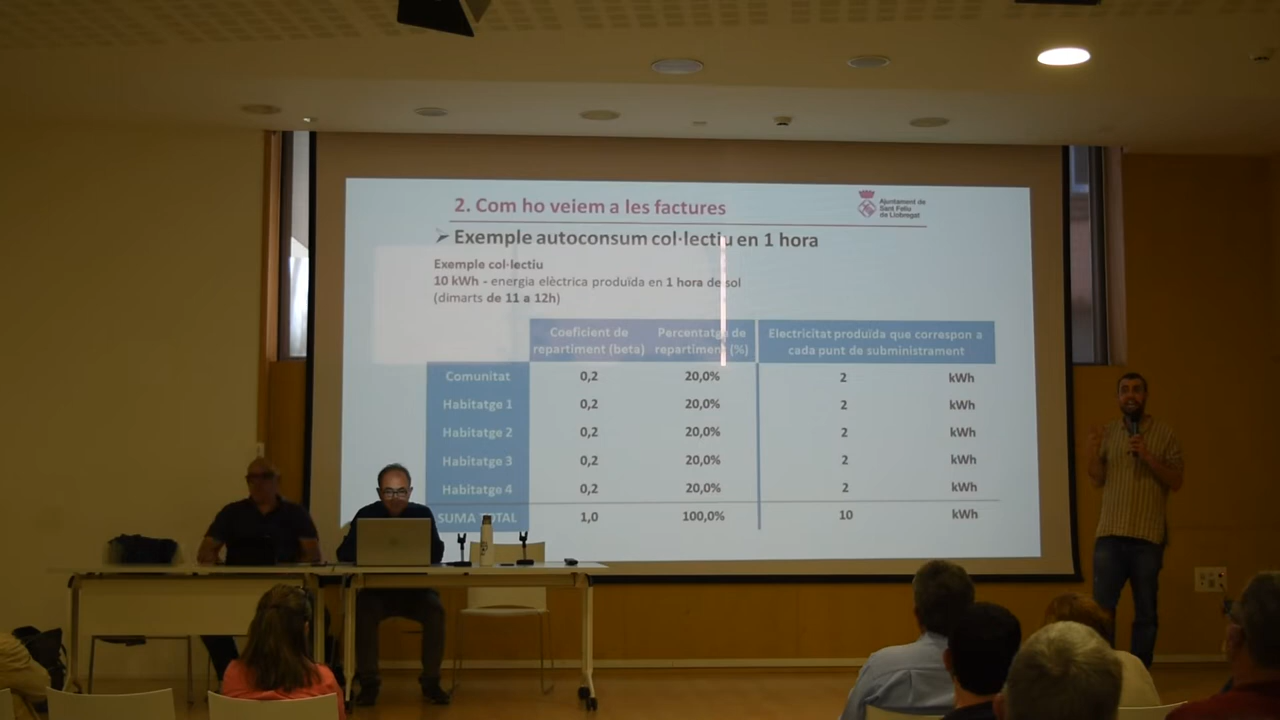 2. Com ho veiem a les factures
Ajuntament de
Sant Feliu
de Llobregat
➤ Exemple autoconsum col·lectiu en 1 hora
Exemple col·lectiu
10 kWh - energia elèctrica produïda en 1 hora de sol
(dimarts de 11 a 12h)
Coeficient de repartiment (beta) Percentatge de repartiment (%) Electricitat produïda que correspon a cada punt de subministrament
Comunitat 0,2 20,0% 2 kWh
Habitatge 1 0,2 20,0% 2 kWh
Habitatge 2 0,2 20,0% 2 kWh
Habitatge 3 0,2 20,0% 2 kWh
Habitatge 4 0,2 20,0% 2 kWh
SUMA TOTAL 1,0 100,0% 10 kWh